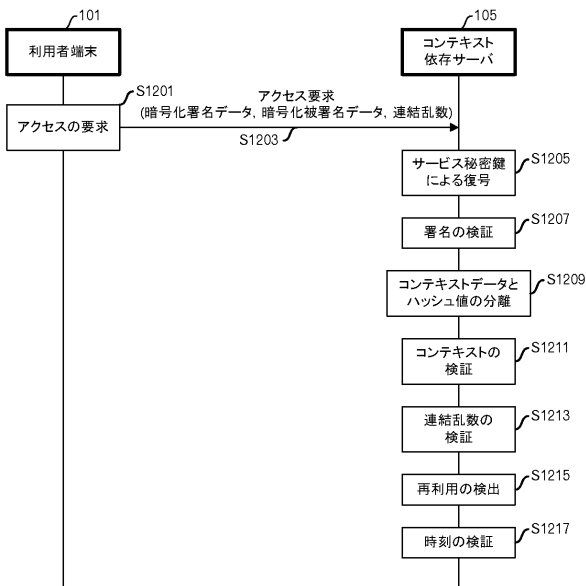 101
105
利用者端末
コンテキスト
依存サーバ
S1201
アクセスの要求
アクセス要求
(暗号化署名データ, 暗号化被署名データ, 連結乱数)
S1203
サービス秘密鍵
による復号
S1205
署名の検証
S1207
コンテキストデータと
ハッシュ値の分離
S1209
コンテキストの
検証
S1211
連結乱数の
検証
S1213
再利用の検出
S1215
時刻の検証
S1217